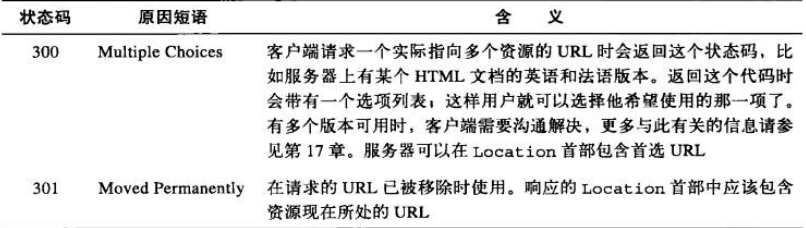 状态码 原因短语 含 义
300 Multiple Choices 客户端请求一个实际指向多个资源的 URL 时会返回这个状态码，比
如服务器上有某个 HTML 文档的英语和法语版本。返回这个代码时
会带有一个选项列表；这样用户就可以选择他希望使用的那一项了。
有多个版本可用时，客户端需要沟通解决，更多与此有关的信息请参
见第 17 章。服务器可以在 Location 首部包含首选 URL
301 Moved Permanently 在请求的 URL 已被移除时使用。响应的 Location 首部中应该包含
资源现在所处的 URL